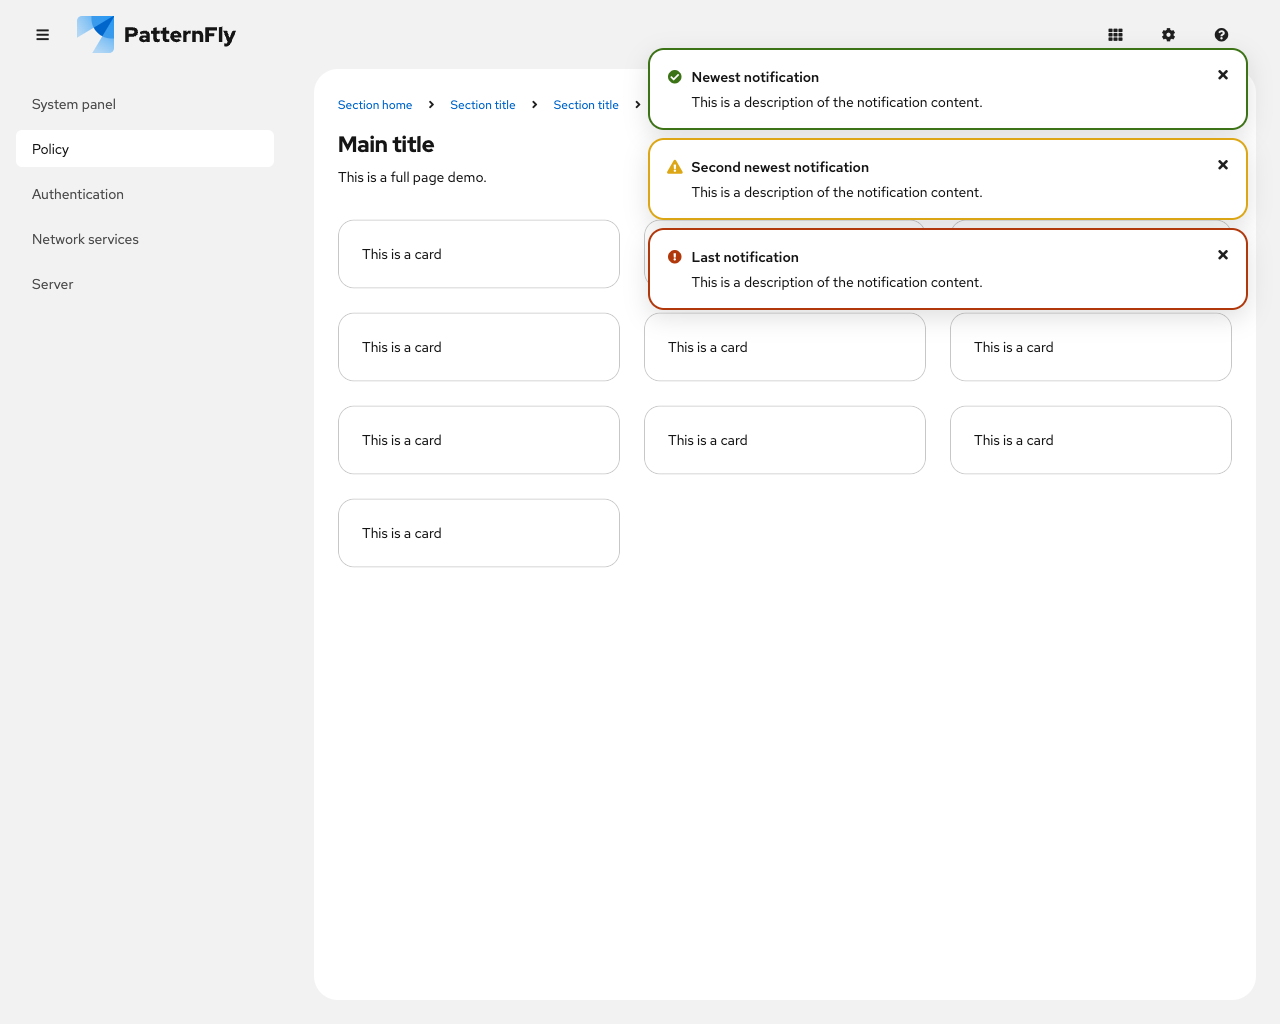 PatternFly
System panel
Policy
Authentication
Network services
Server
Section home
Section title
Section title
Main title
This is a full page demo.
Newest notification
This is a description of the notification content.
Second newest notification
This is a description of the notification content.
Last notification
This is a description of the notification content.
This is a card
This is a card
This is a card
This is a card
This is a card
This is a card
This is a card
This is a card